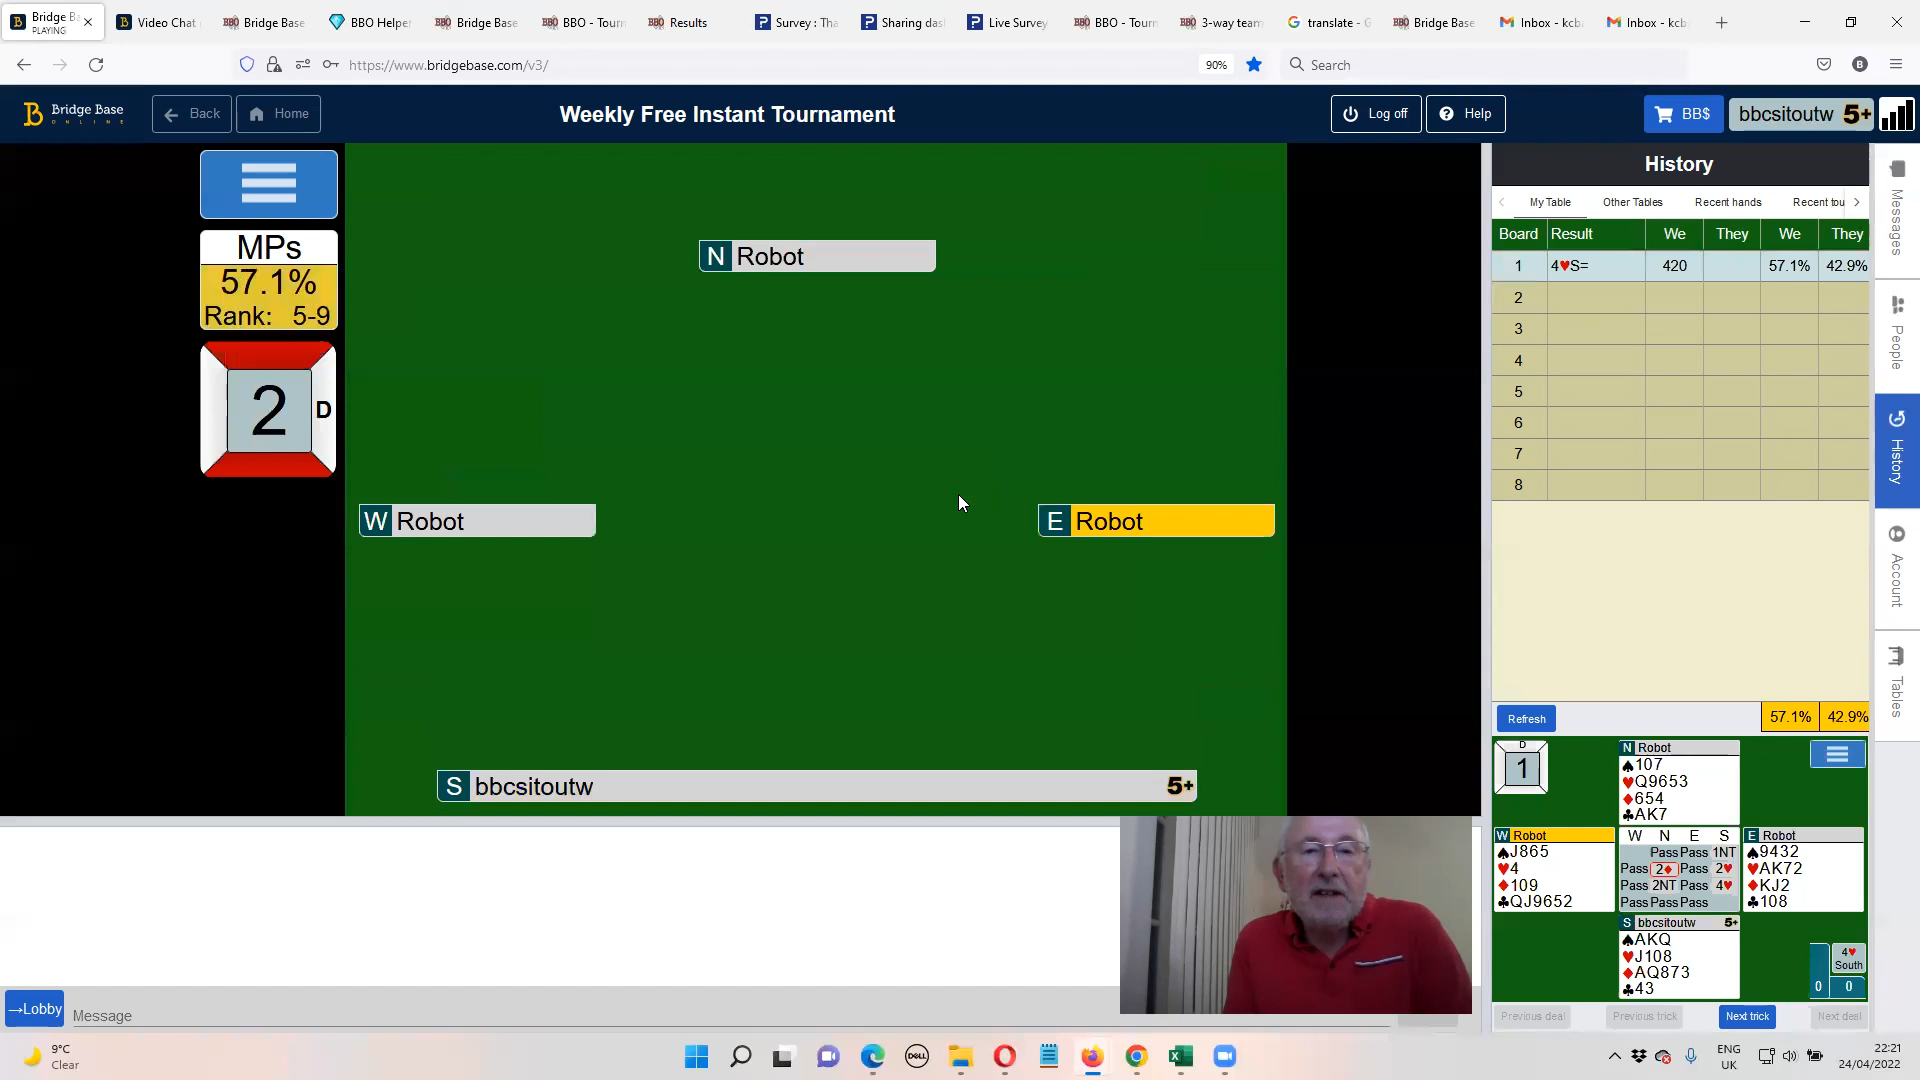 Bridge Ba
PLAYING
Video Chat
Bridge Base
BBO Helper
Bridge Base
BBO - Tourn
Results
Survey : Tha
Sharing das
Live Survey
BBO - Tourn
3-way team
translate - G
Bridge Base
Inbox - kcba
Inbox - kcba
https://www.bridgebase.com/v3/
90%
Search
Bridge Base
ONLINE
Back
Home
Weekly Free Instant Tournament
Log off
Help
BB$
bbcsitoutw 5+
MPs
57.1%
Rank: 5-9
2 D
N Robot
W Robot
E Robot
S bbcsitoutw 5+
History
My Table Other Tables Recent hands Recent tou
Board Result We They We They
1 4♥S= 420 57.1% 42.9%
2
3
4
5
6
7
8
Refresh 57.1% 42.9%
D
1
N Robot
♠107
♥Q9653
♦654
♣AK7
W Robot
♠J865
♥4
♦109
♣QJ9652
W N E S
Pass Pass 1NT
Pass 2♦ Pass 2♥
Pass 2NT Pass 4♥
Pass Pass Pass
E Robot
♠9432
♥AK72
♦KJ2
♣108
S bbcsitoutw 5+
♠AKQ
♥J108
♦AQ873
♣43
4♥
South
0 0
Previous deal Previous trick Next trick Next deal
Messages
People
History
Account
Tables
→Lobby
Message
9°C
Clear
DELL
ENG
UK
22:21
24/04/2022